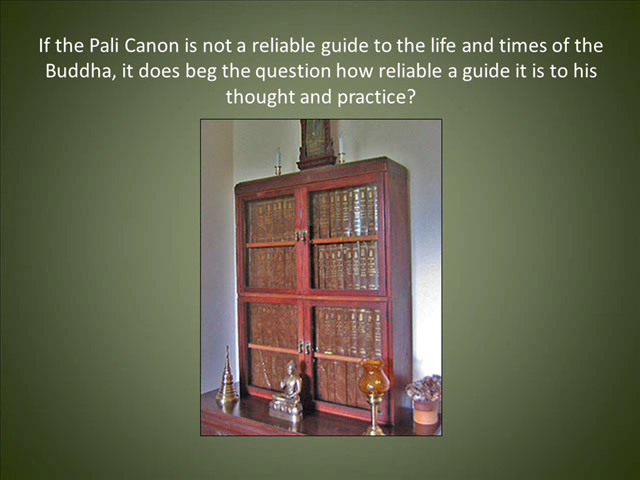 If the Pali Canon is not a reliable guide to the life and times of the
Buddha, it does beg the question how reliable a guide it is to his
thought and practice?